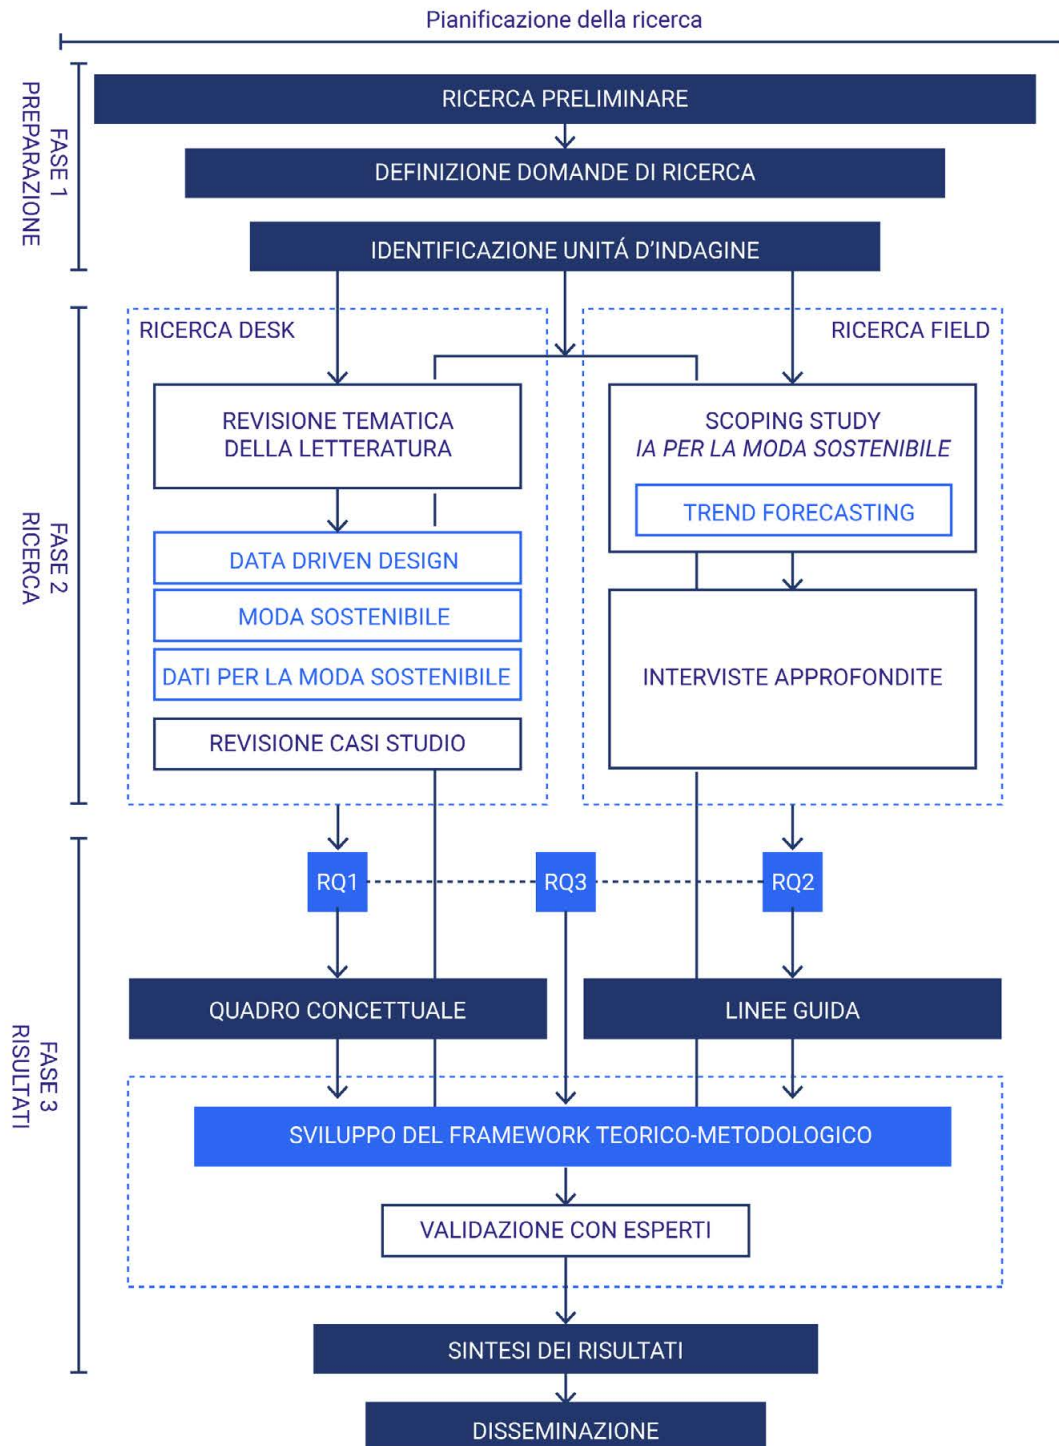 Pianificazione della ricerca
FASE 1
PREPARAZIONE
RICERCA PRELIMINARE
DEFINIZIONE DOMANDE DI RICERCA
IDENTIFICAZIONE UNITÁ D’INDAGINE
FASE 2
RICERCA
RICERCA DESK
REVISIONE TEMATICA
DELLA LETTERATURA
DATA DRIVEN DESIGN
MODA SOSTENIBILE
DATI PER LA MODA SOSTENIBILE
REVISIONE CASI STUDIO
RICERCA FIELD
SCOPING STUDY
IA PER LA MODA SOSTENIBILE
TREND FORECASTING
INTERVISTE APPROFONDITE
FASE 3
RISULTATI
RQ1
RQ3
RQ2
QUADRO CONCETTUALE
LINEE GUIDA
SVILUPPO DEL FRAMEWORK TEORICO-METODOLOGICO
VALIDAZIONE CON ESPERTI
SINTESI DEI RISULTATI
DISSEMINAZIONE